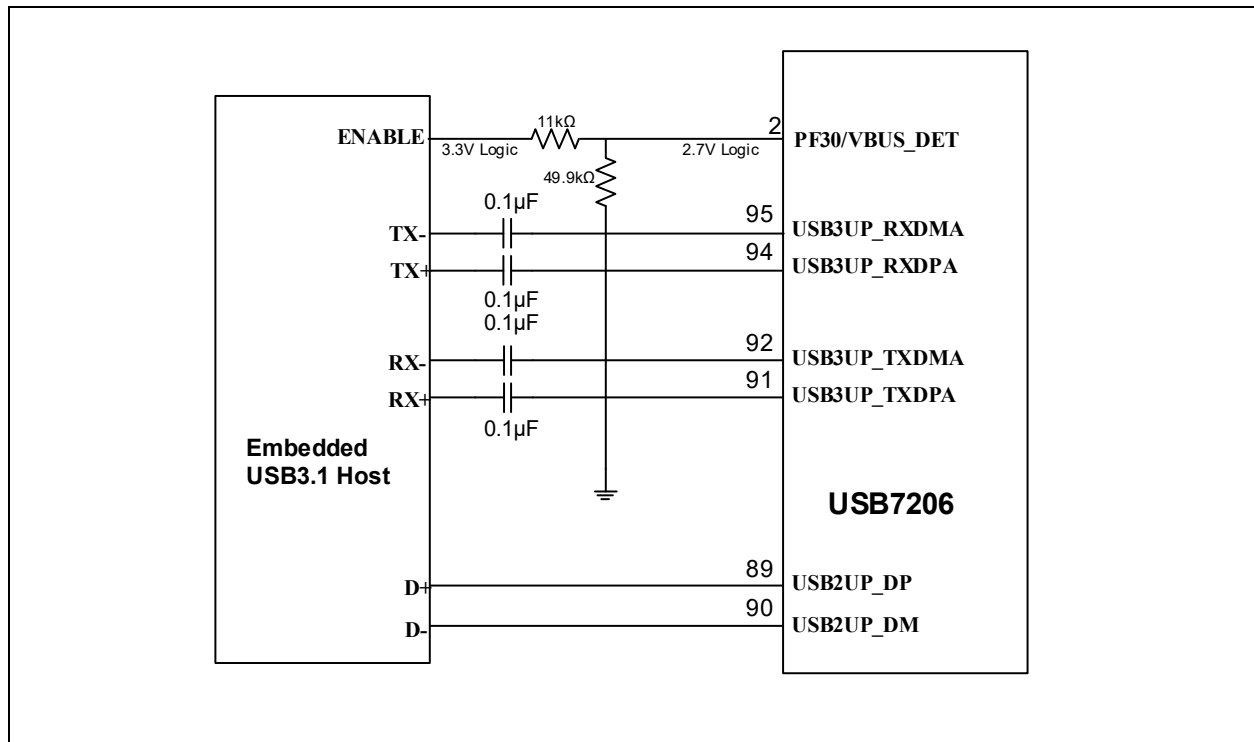 ENABLE
3.3V Logic
11kΩ
49.9kΩ
2.7V Logic
2
PF30/VBUS_DET
TX-
0.1µF
95
USB3UP_RXDMA
TX+
0.1µF
94
USB3UP_RXDPA
RX-
0.1µF
92
USB3UP_TXDMA
RX+
0.1µF
91
USB3UP_TXDPA
Embedded
USB3.1 Host
USB7206
D+
89
USB2UP_DP
D-
90
USB2UP_DM